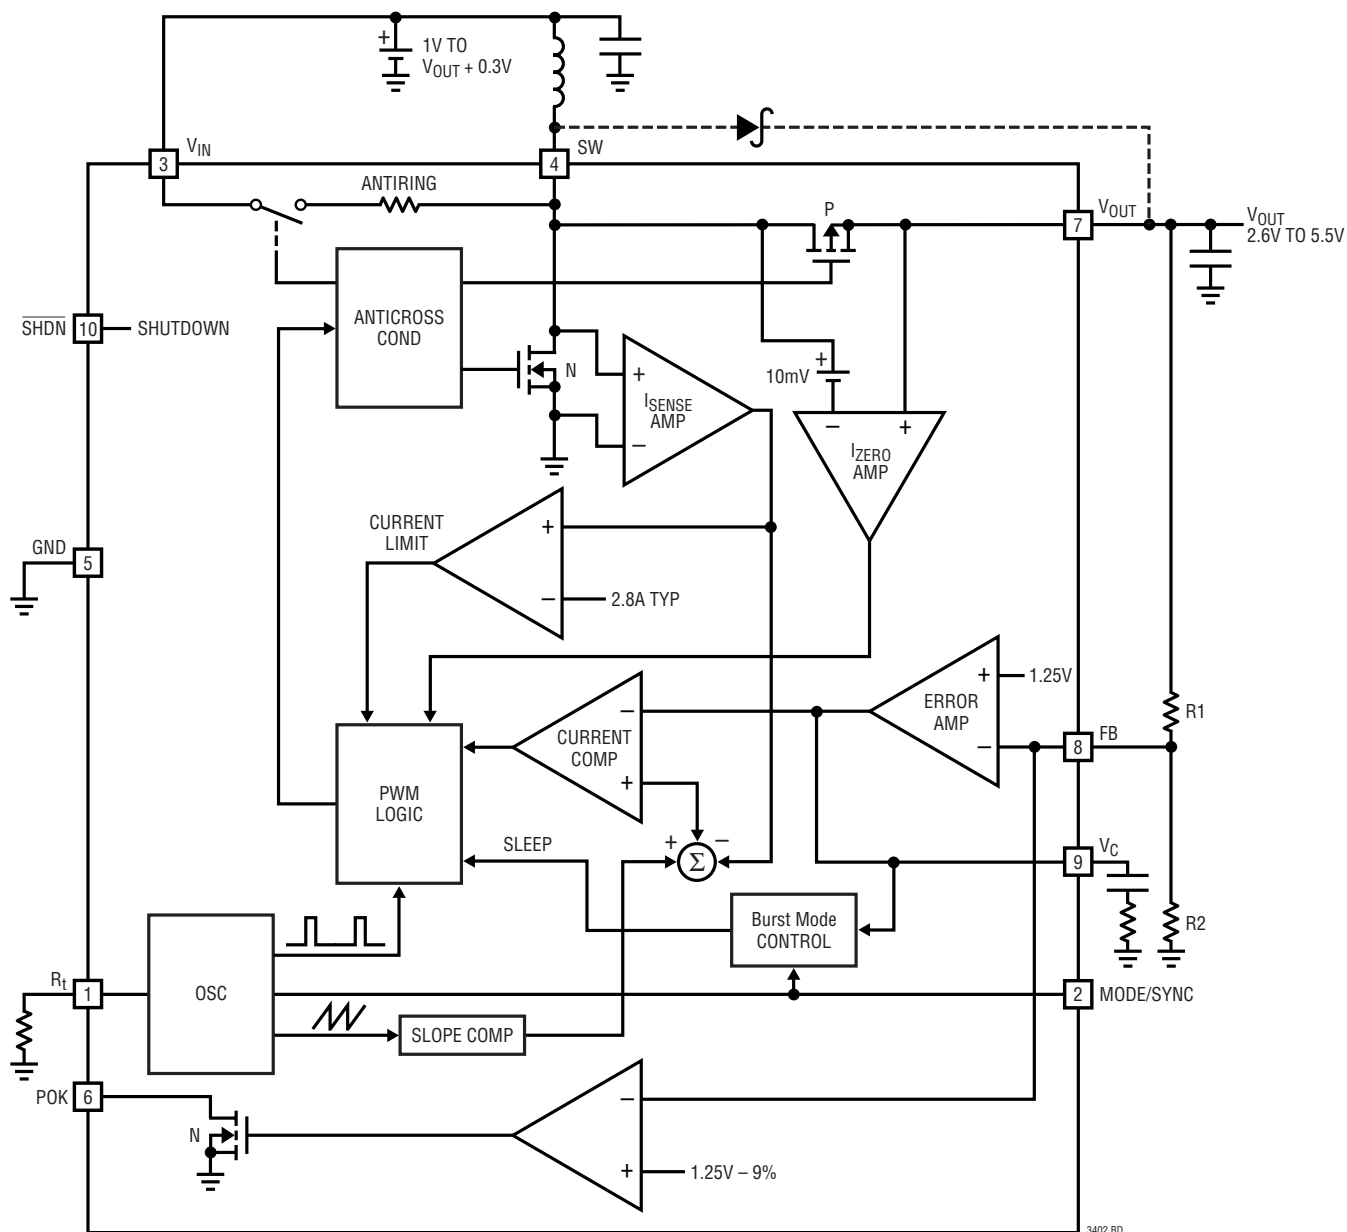 +
1V TO
VOUT + 0.3V
3
VIN
4
SW
ANTIRING
P
7
VOUT
VOUT
2.6V TO 5.5V
ANTICROSS
COND
SHDN
10
SHUTDOWN
N
+
ISENSE
AMP
–
+
10mV
–
+
IZERO
AMP
CURRENT
LIMIT
+
–
2.8A TYP
GND
5
+
1.25V
ERROR
AMP
–
R1
8
FB
–
CURRENT
COMP
+
PWM
LOGIC
+
–
Σ
SLEEP
9
VC
Burst Mode
CONTROL
R2
Rt
1
OSC
2
MODE/SYNC
SLOPE COMP
POK
6
N
–
+
1.25V – 9%
3402 BD